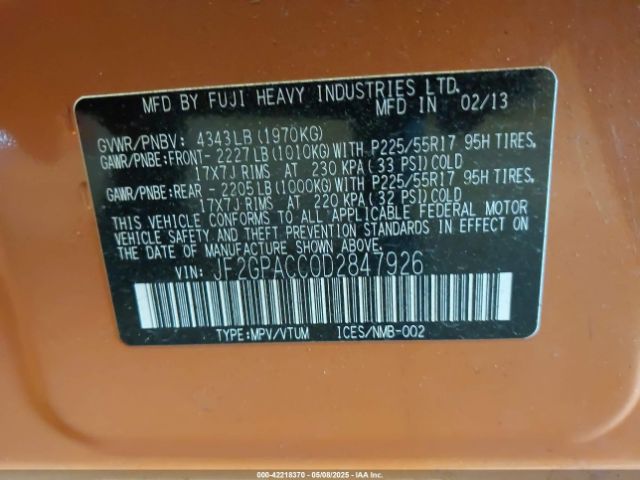 MFD BY FUJI HEAVY INDUSTRIES LTD.
MFD IN 02/13
GVWR/PNBV: 4343LB(1970KG)
GAWR/PNBE:FRONT- 2227LB(1010KG)WITH P225/55R17 95H TIRES,
17X7J RIMS AT 230 KPA(33 PSI)COLD
GAWR/PNBE:REAR - 2205LB(1000KG)WITH P225/55R17 95H TIRES,
17X7J RIMS AT 220 KPA(32 PSI)COLD
THIS VEHICLE CONFORMS TO ALL APPLICABLE FEDERAL MOTOR
VEHICLE SAFETY AND THEFT PREVENTION STANDARDS IN EFFECT
ON THE DATE OF MANUFACTURE SHOWN ABOVE.
VIN: JF2GPACC0D2847926
TYPE:MPV/VTUM ICES/NMB-002
000-42218370 - 05/08/2025 - IAA Inc.